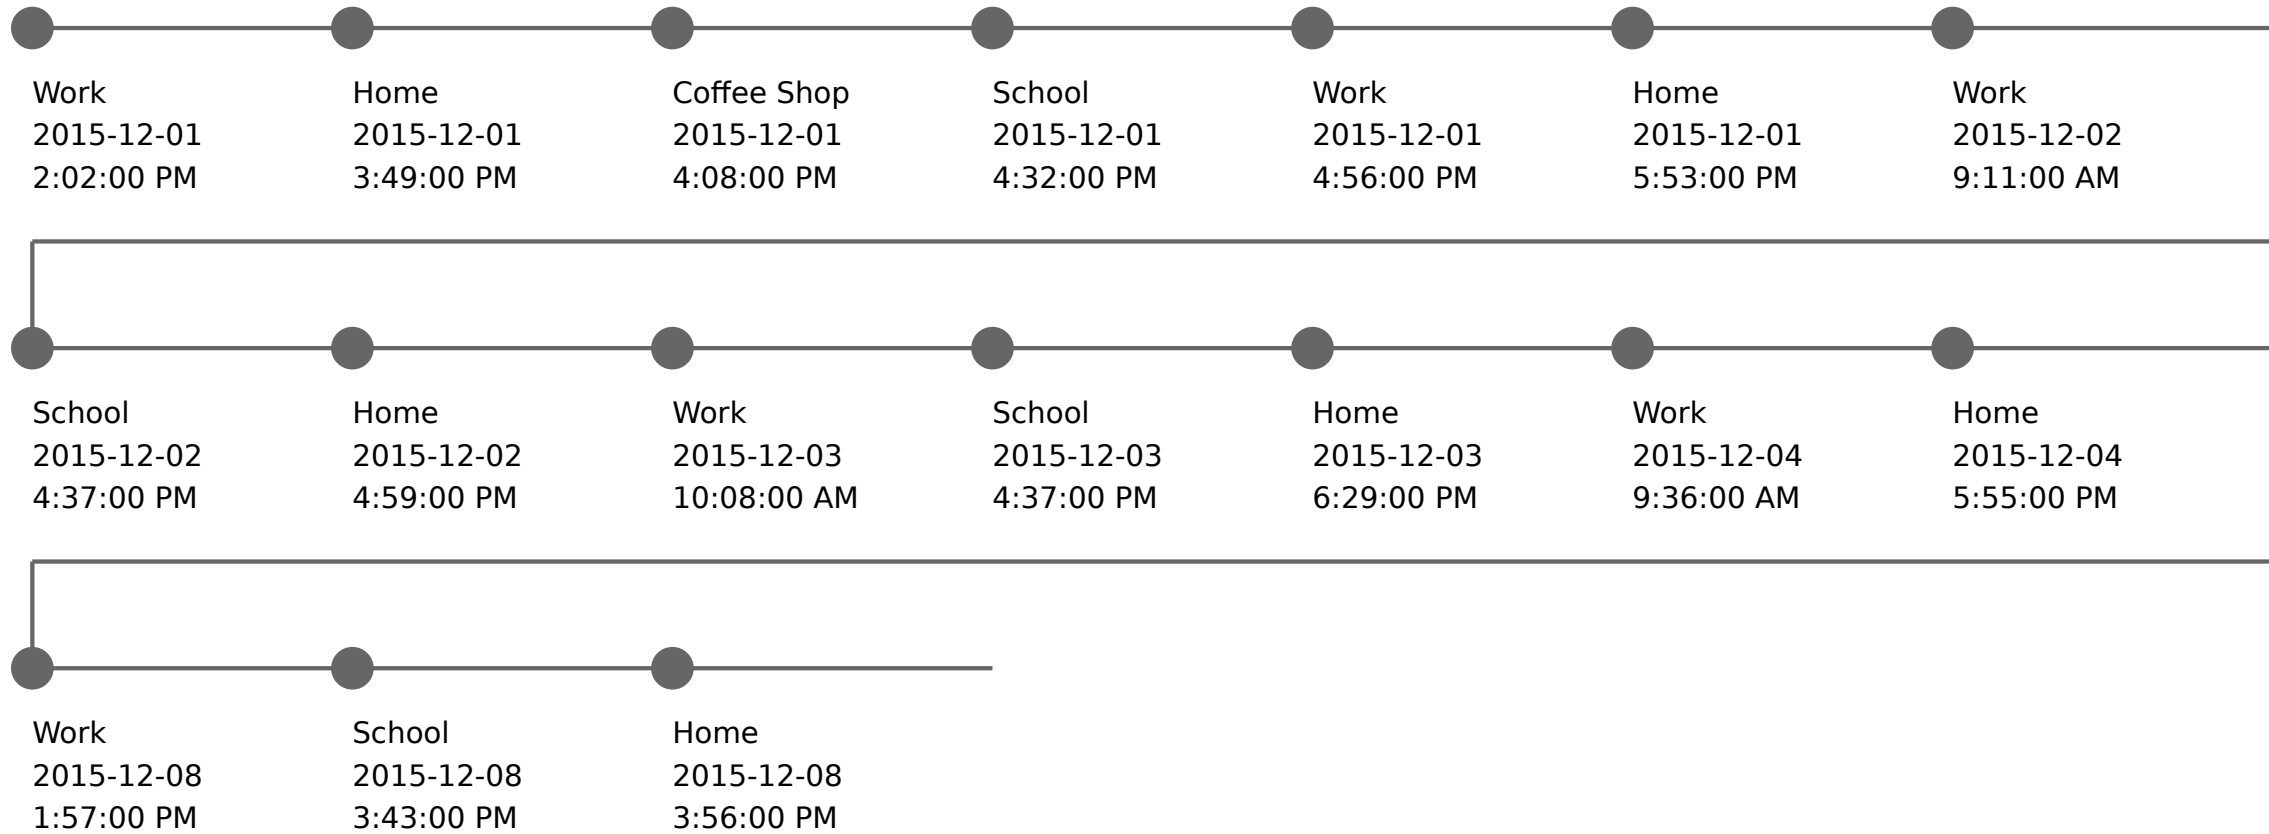 Work
2015-12-01
2:02:00 PM
Home
2015-12-01
3:49:00 PM
Coffee Shop
2015-12-01
4:08:00 PM
School
2015-12-01
4:32:00 PM
Work
2015-12-01
4:56:00 PM
Home
2015-12-01
5:53:00 PM
Work
2015-12-02
9:11:00 AM
School
2015-12-02
4:37:00 PM
Home
2015-12-02
4:59:00 PM
Work
2015-12-03
10:08:00 AM
School
2015-12-03
4:37:00 PM
Home
2015-12-03
6:29:00 PM
Work
2015-12-04
9:36:00 AM
Home
2015-12-04
5:55:00 PM
Work
2015-12-08
1:57:00 PM
School
2015-12-08
3:43:00 PM
Home
2015-12-08
3:56:00 PM